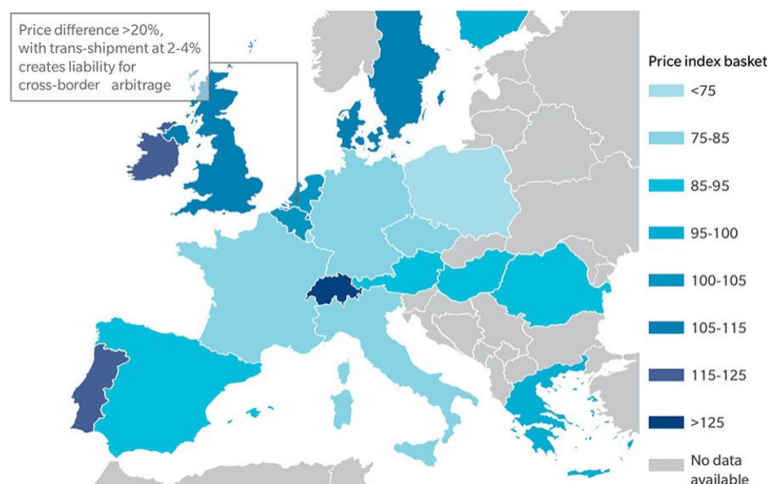 Price difference >20%,
with trans-shipment at 2-4%
creates liability for
cross-border arbitrage
Price index basket
<75
75-85
85-95
95-100
100-105
105-115
115-125
>125
No data
available